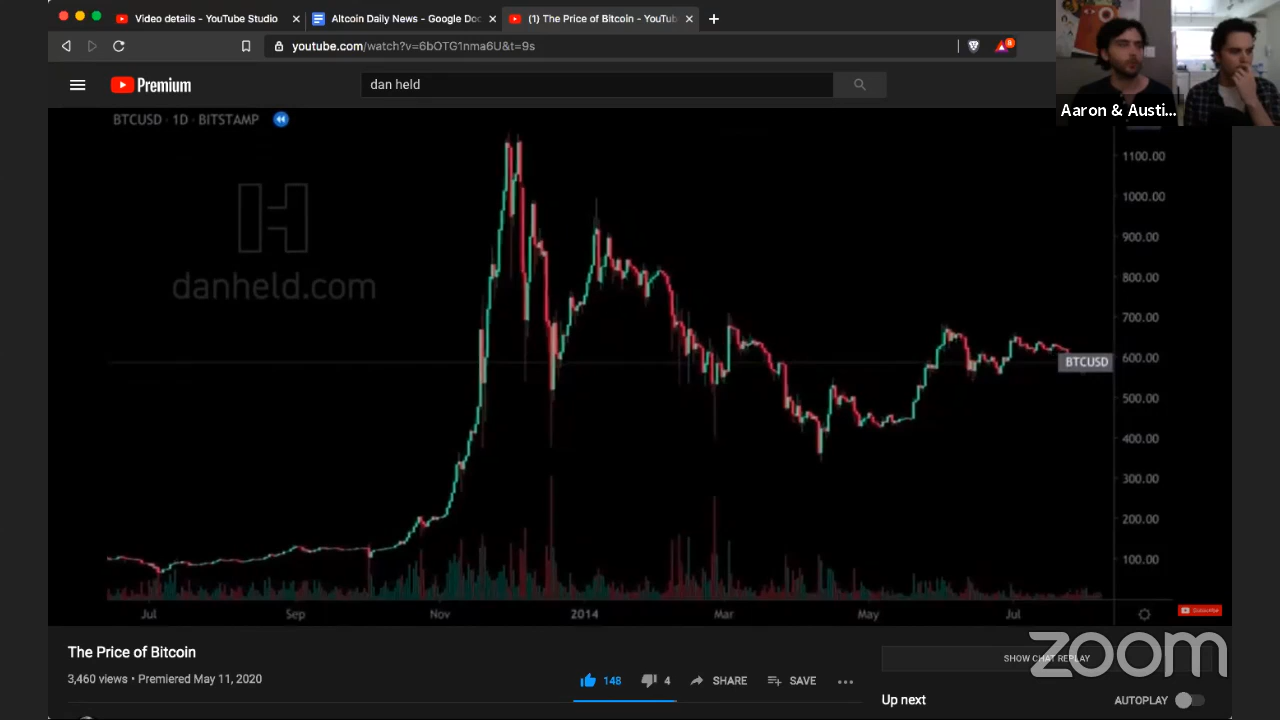 Video details - YouTube Studio
Altcoin Daily News - Google Doc
(1) The Price of Bitcoin - YouTub
youtube.com/watch?v=6bOTG1nma6U&t=9s
Premium
dan held
Aaron & Austi...
BTCUSD · 1D · BITSTAMP
danheld.com
1100.00
1000.00
900.00
800.00
700.00
600.00
BTCUSD
500.00
400.00
300.00
200.00
100.00
Jul Sep Nov 2014 Mar May Jul
Subscribe
The Price of Bitcoin
3,460 views • Premiered May 11, 2020
148 4 SHARE SAVE
SHOW CHAT REPLAY
zoom
Up next
AUTOPLAY